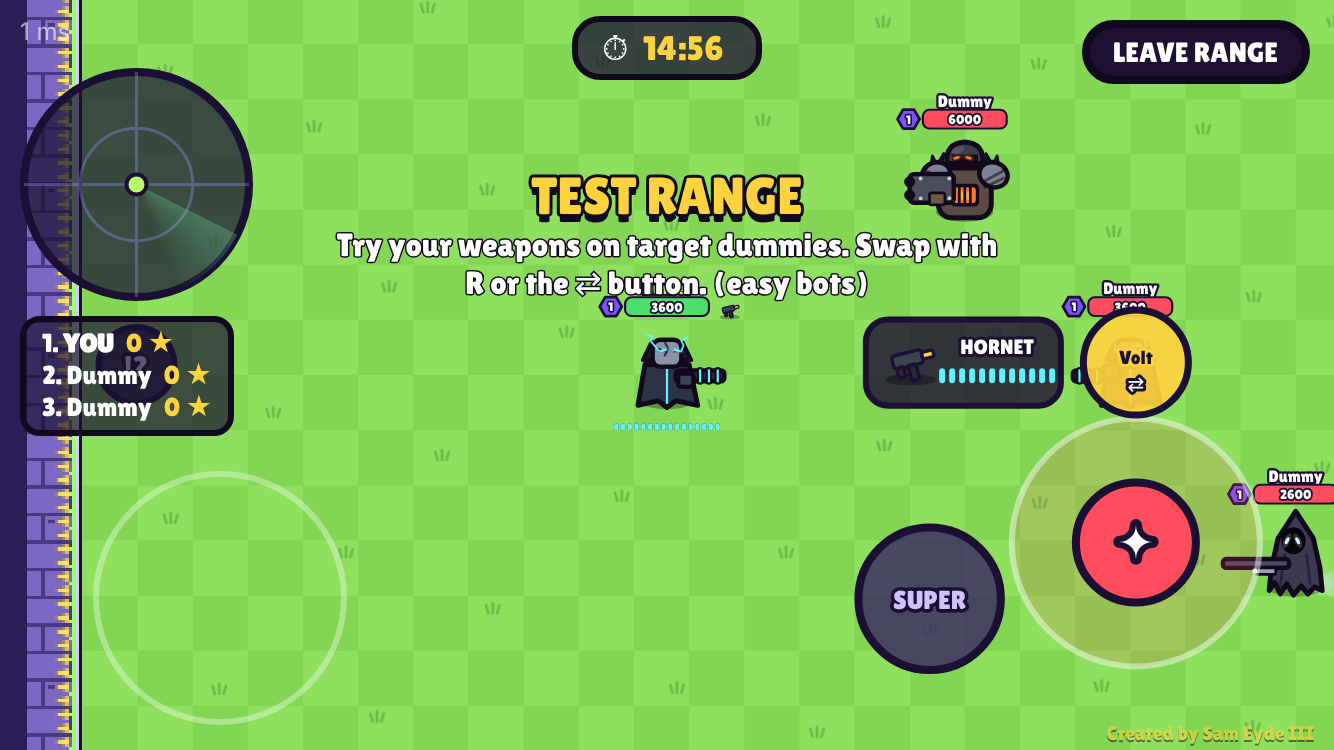 1 ms
14:56
LEAVE RANGE
Dummy
1 6000
TEST RANGE
Try your weapons on target dummies. Swap with
R or the ⇄ button. (easy bots)
1 3600
Dummy
1 3600
1. YOU 0 ★
2. Dummy 0 ★
3. Dummy 0 ★
HORNET
Volt
⇄
Dummy
1 2600
SUPER
Created by Sam Eyde III